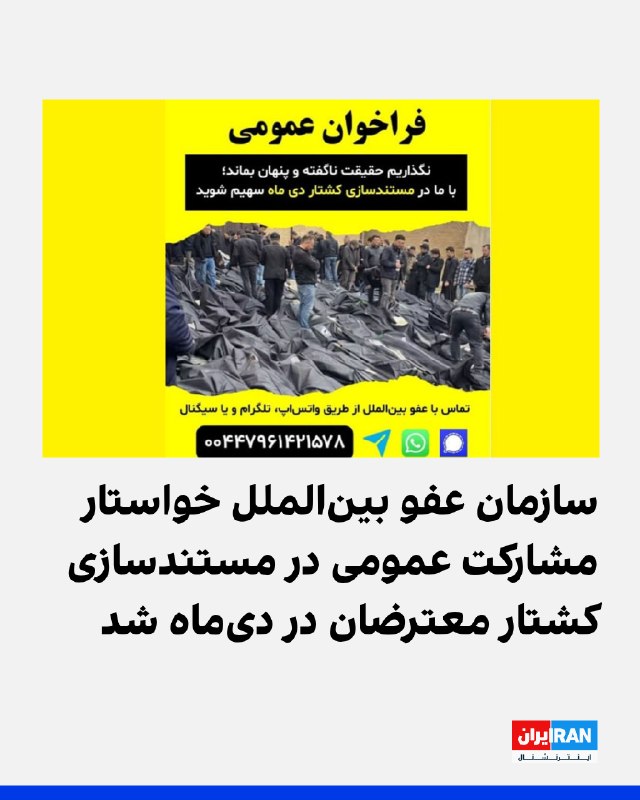 فراخوان عمومی
نگذاریم حقیقت ناگفته و پنهان بماند؛
با ما در مستندسازی کشتار دی ماه سهیم شوید
تماس با عفو بین‌الملل از طریق واتس‌اپ، تلگرام و یا سیگنال
۰۰۴۴۷۹۶۱۴۲۱۵۷۸
سازمان عفو بین‌الملل خواستار
مشارکت عمومی در مستندسازی
کشتار معترضان در دی‌ماه شد
ایران IRAN
اینترنشنال